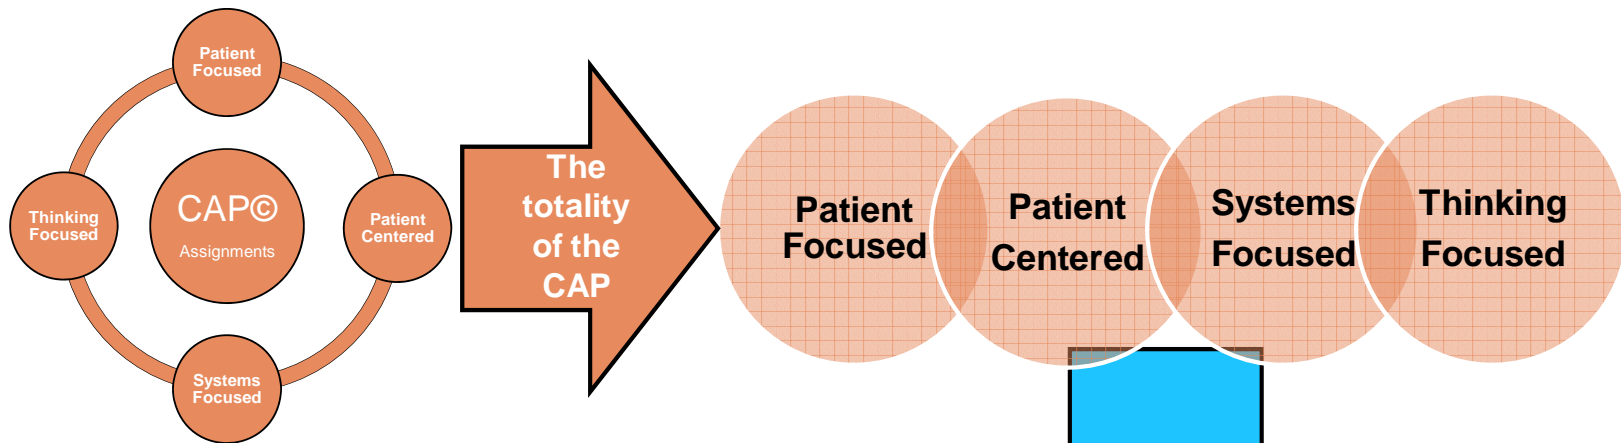 Patient
Focused
Thinking
Focused
CAP©
Assignments
Patient
Centered
Systems
Focused
The
totality
of the
CAP
Patient
Focused
Patient
Centered
Systems
Focused
Thinking
Focused